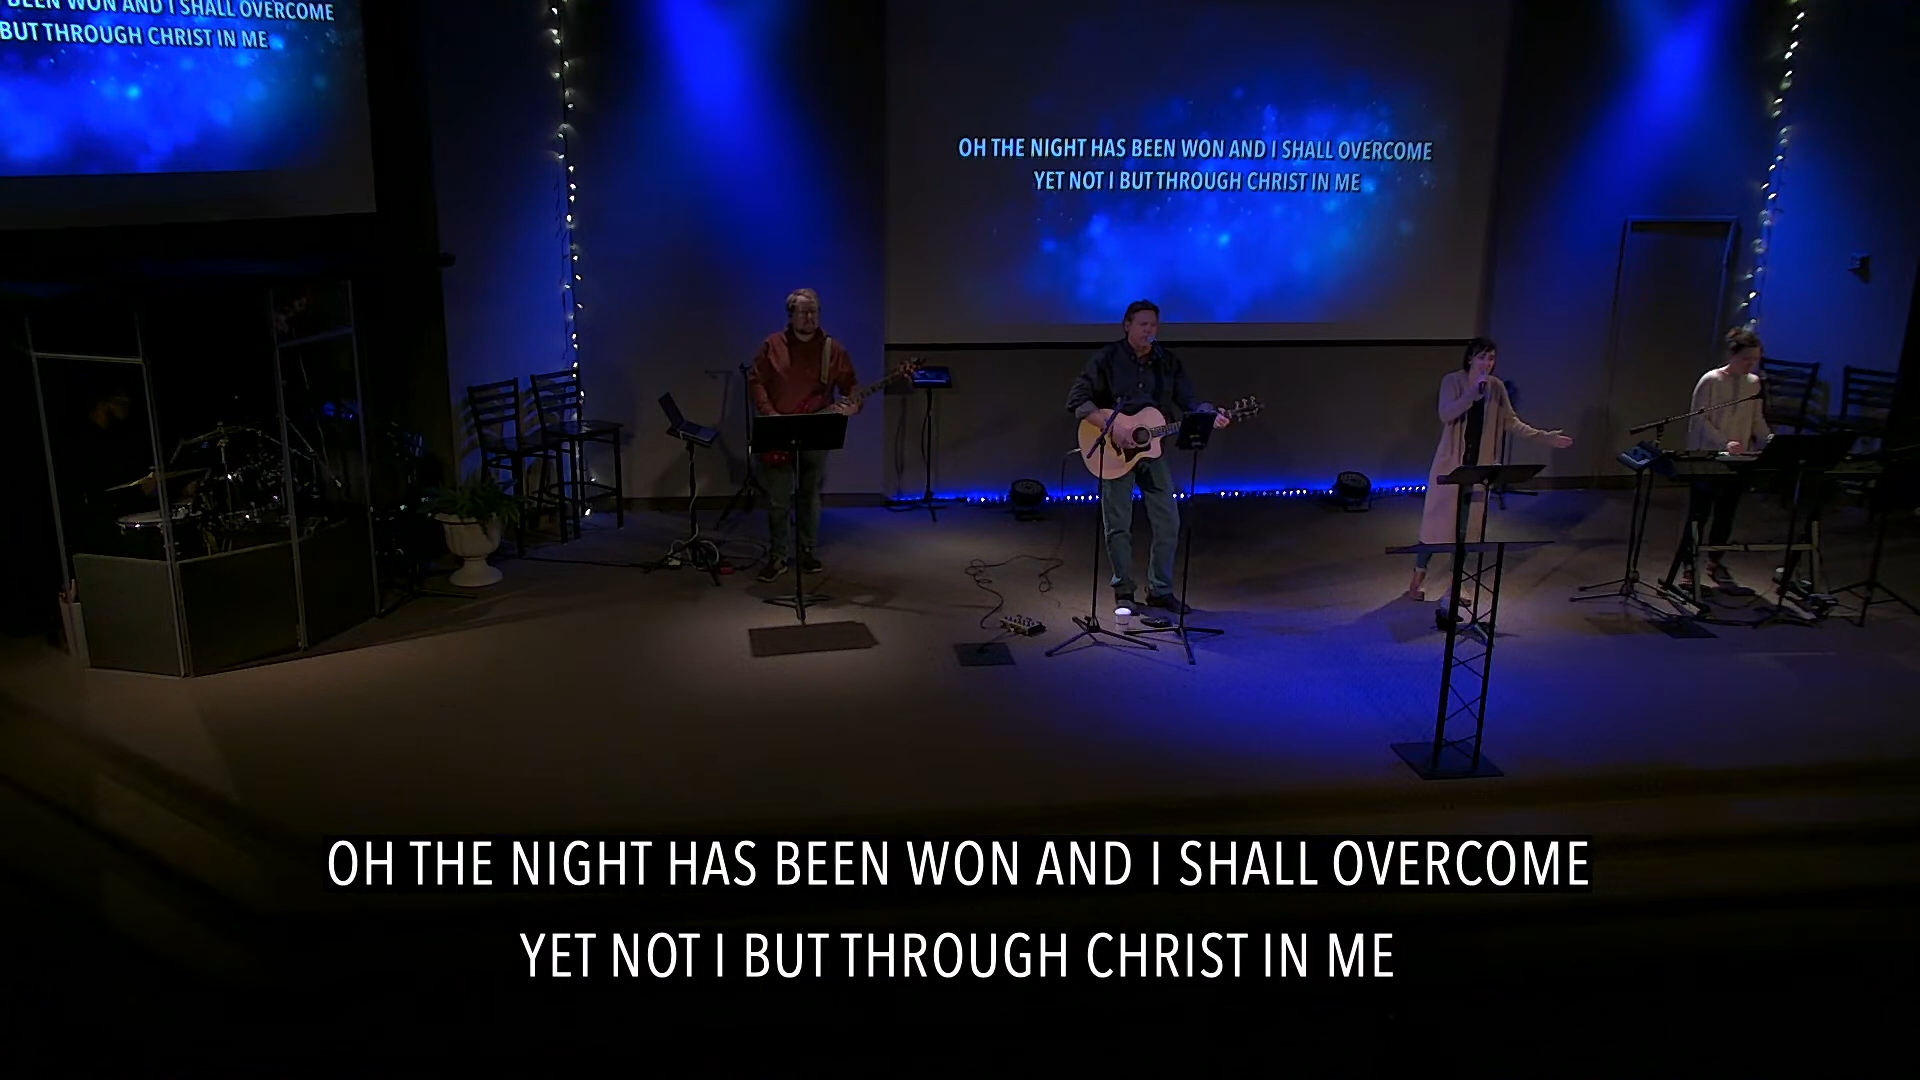 BEEN WON AND I SHALL OVERCOME
BUT THROUGH CHRIST IN ME
OH THE NIGHT HAS BEEN WON AND I SHALL OVERCOME
YET NOT I BUT THROUGH CHRIST IN ME
OH THE NIGHT HAS BEEN WON AND I SHALL OVERCOME
YET NOT I BUT THROUGH CHRIST IN ME